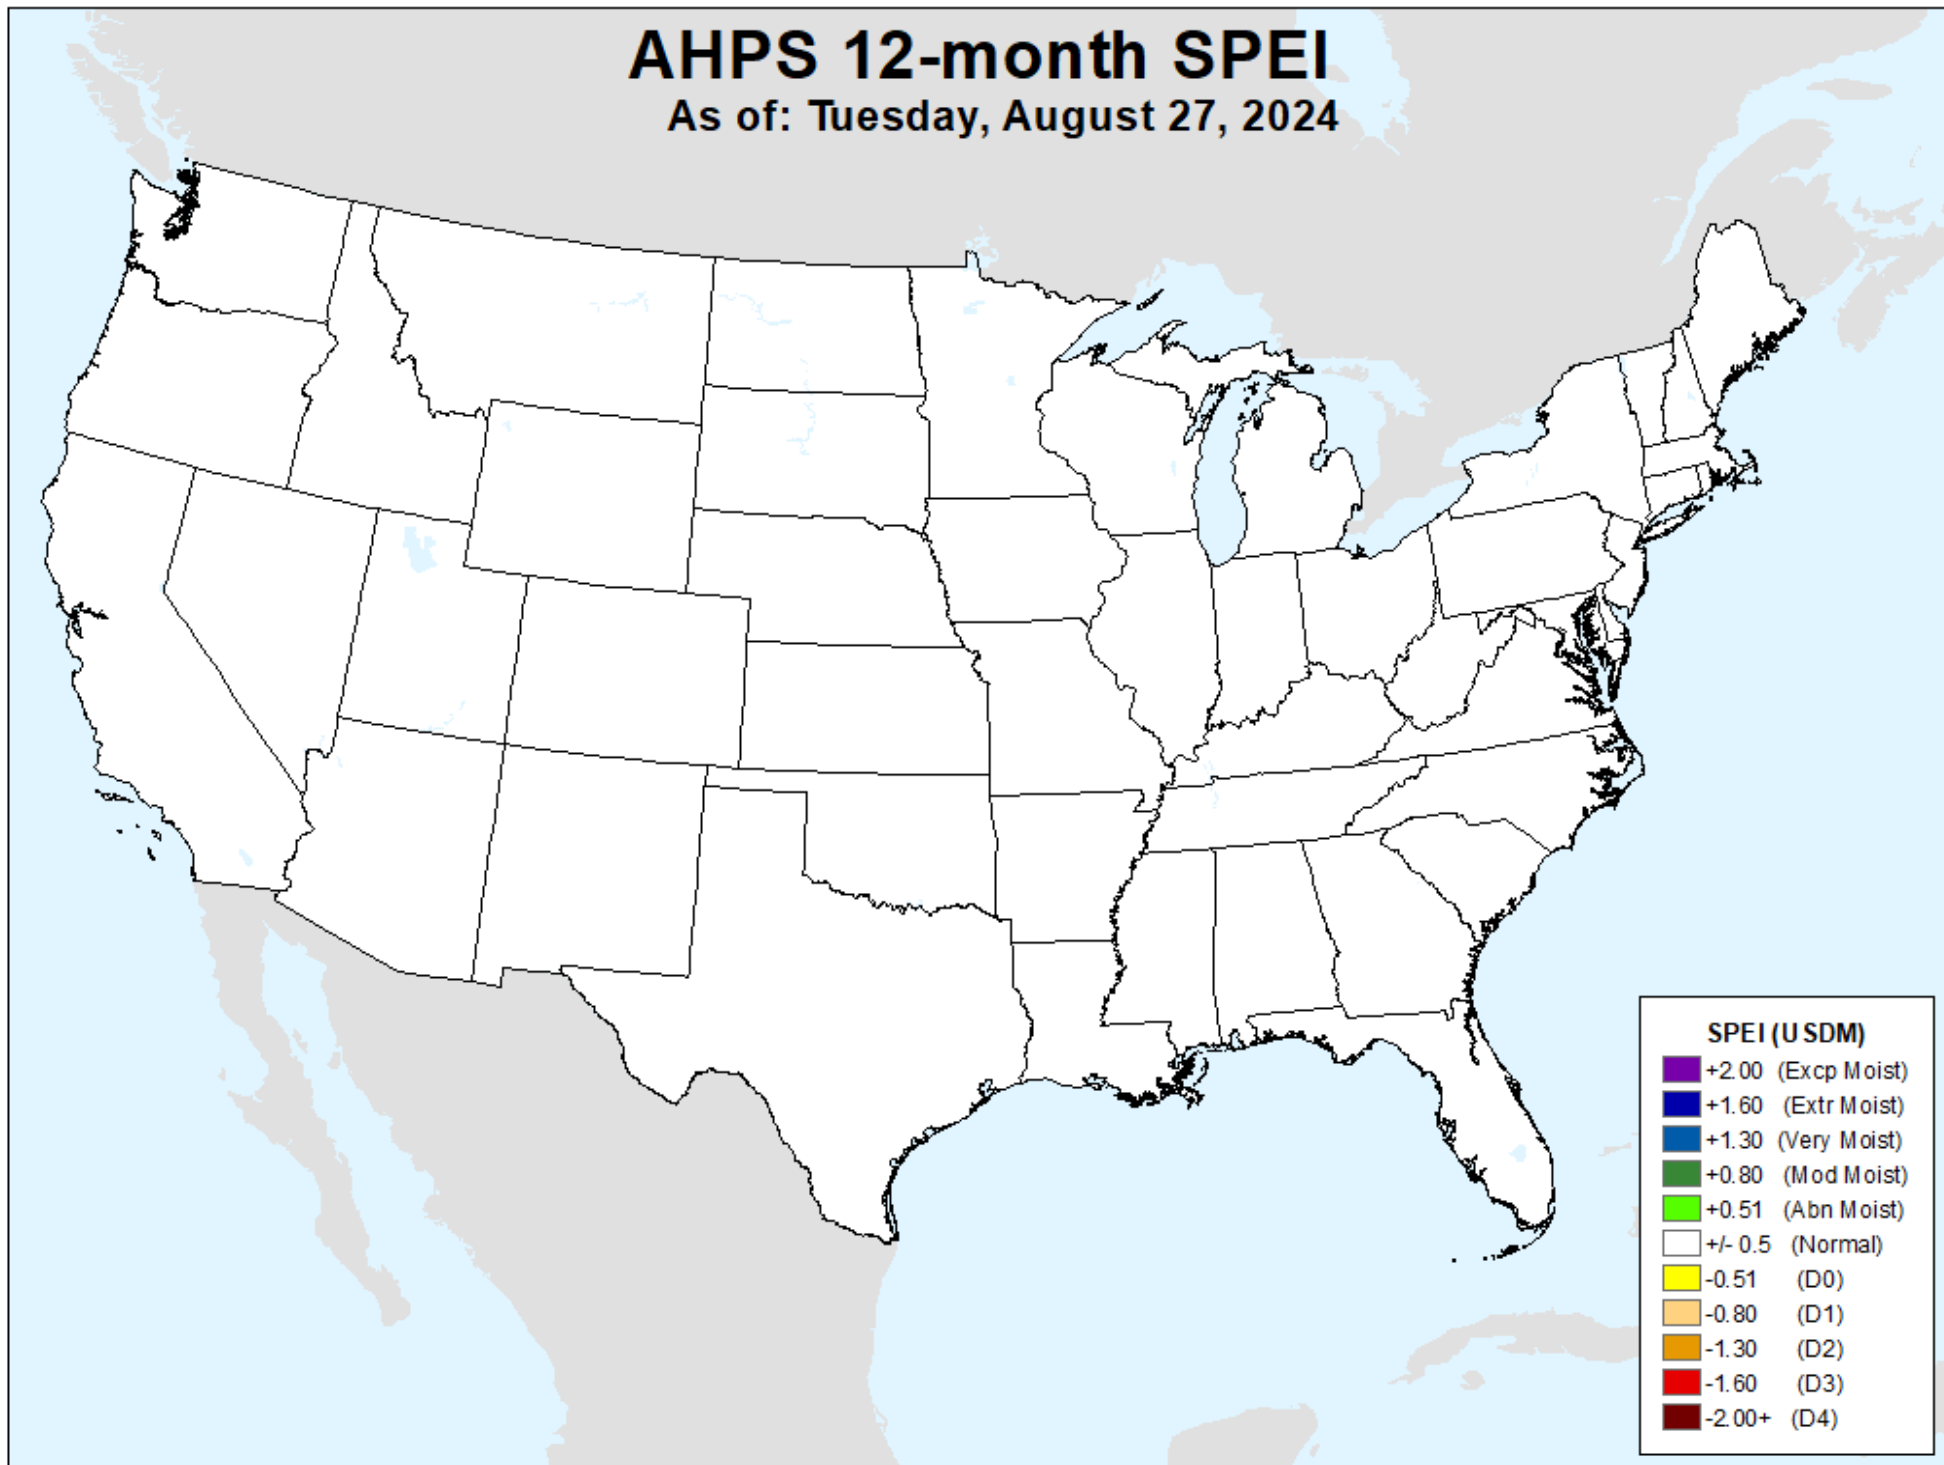 AHPS 12-month SPEI
As of: Tuesday, August 27, 2024
SPEI (USDM)
+2.00 (Excp Moist)
+1.60 (Extr Moist)
+1.30 (Very Moist)
+0.80 (Mod Moist)
+0.51 (Abn Moist)
+/- 0.5 (Normal)
-0.51 (D0)
-0.80 (D1)
-1.30 (D2)
-1.60 (D3)
-2.00+ (D4)